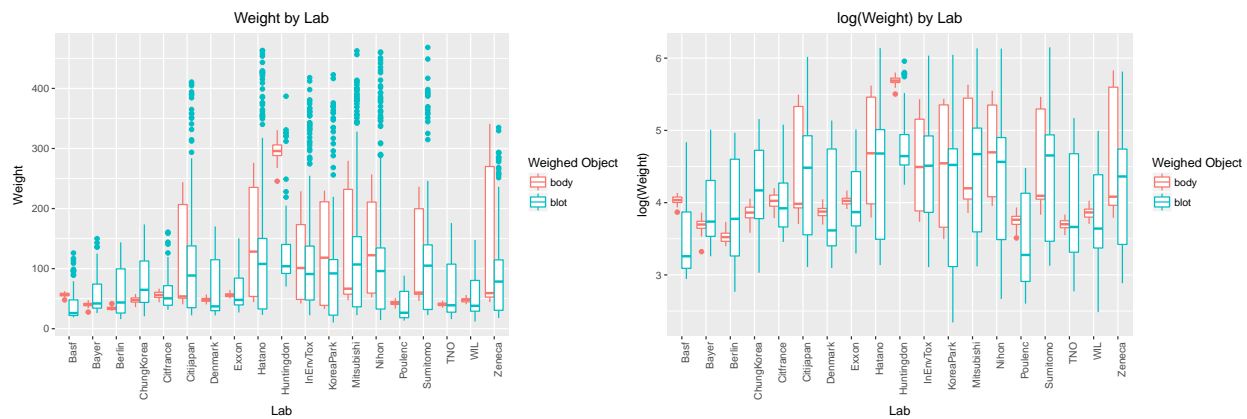 Weight by Lab
Weight
400
300
200
100
0
Basf
Bayer
Berlin
ChungKorea
Citfrance
Citijapan
Denmark
Exxon
Hatano
Huntingdon
InEnvTox
KoreaPark
Mitsubishi
Nihon
Poulenc
Sumitomo
TNO
WIL
Zeneca
Lab
Weighed Object
body
blot
log(Weight) by Lab
log(Weight)
6
5
4
3
Basf
Bayer
Berlin
ChungKorea
Citfrance
Citijapan
Denmark
Exxon
Hatano
Huntingdon
InEnvTox
KoreaPark
Mitsubishi
Nihon
Poulenc
Sumitomo
TNO
WIL
Zeneca
Lab
Weighed Object
body
blot